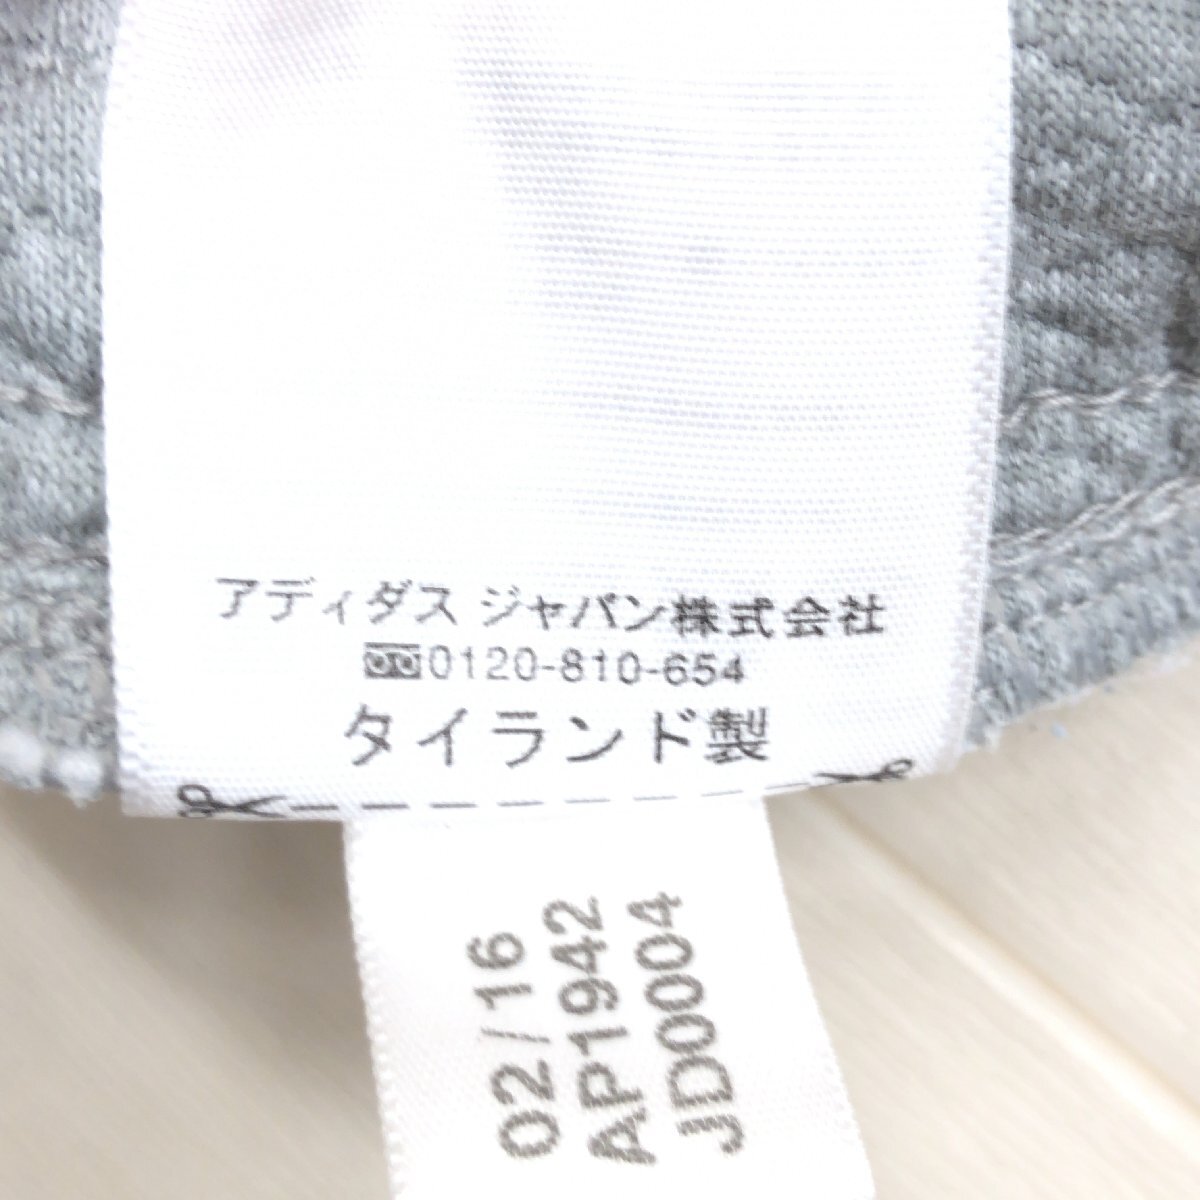 アディダス ジャパン株式会社
0120-810-654
タイランド製
02/16
AP1942
JD0004